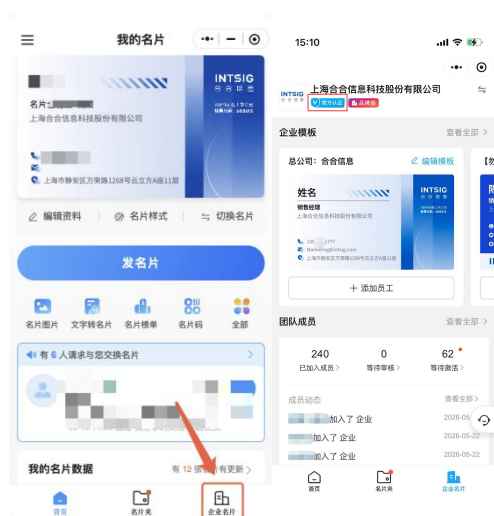 我的名片
INTSIG
合合信息
名片
上海合合信息科技股份有限公司
上海市静安区万荣路1268号云立方A座11层
编辑资料
名片样式
切换名片
发名片
名片图片
文字转名片
名片榜单
名片码
全部
有 6 人请求与您交换名片
我的名片数据
有 12 张
有更新
首页
名片夹
企业名片
15:10
INTSIG
上海合合信息科技股份有限公司
官方认证
品牌版
企业模板
查看全部
总公司：合合信息
编辑模板
姓名
销售经理
上海合合信息科技股份有限公司
INTSIG
上海市静安区万荣路1268号云立方A座11层
+ 添加员工
团队成员
查看全部
240
0
62
已加入成员
等待审核
等待激活
成员动态
查看全部
加入了 企业
加入了 企业
2026-05-22
加入了 企业
2026-05-22
首页
名片夹
企业名片